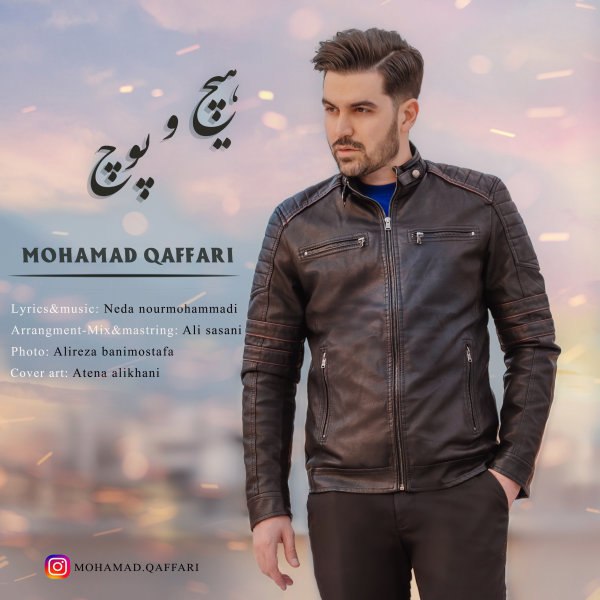 هیچ و پوچ
MOHAMAD QAFFARI
Lyrics&music: Neda nourmohammadi
Arrangment-Mix&mastring: Ali sasani
Photo: Alireza banimostafa
Cover art: Atena alikhani
MOHAMAD.QAFFARI